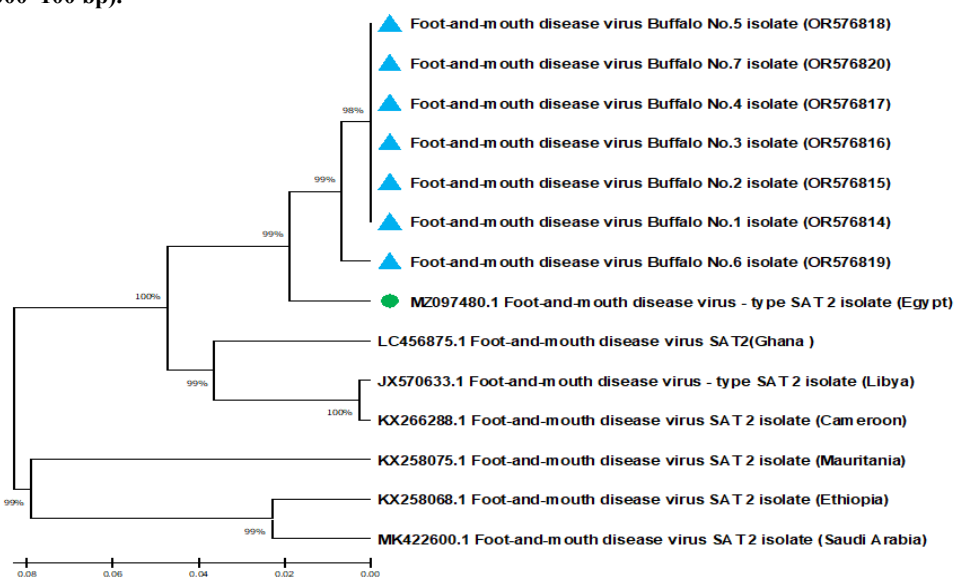 100 bp).
Foot-and-mouth disease virus Buffalo No.5 isolate (OR576818)
Foot-and-mouth disease virus Buffalo No.7 isolate (OR576820)
98%
Foot-and-mouth disease virus Buffalo No.4 isolate (OR576817)
Foot-and-mouth disease virus Buffalo No.3 isolate (OR576816)
99%
Foot-and-mouth disease virus Buffalo No.2 isolate (OR576815)
Foot-and-mouth disease virus Buffalo No.1 isolate (OR576814)
99%
Foot-and-mouth disease virus Buffalo No.6 isolate (OR576819)
100%
MZ097480.1 Foot-and-mouth disease virus - type SAT 2 isolate (Egypt)
LC456875.1 Foot-and-mouth disease virus SAT2(Ghana )
99%
JX570633.1 Foot-and-mouth disease virus - type SAT 2 isolate (Libya)
100%
KX266288.1 Foot-and-mouth disease virus SAT 2 isolate (Cameroon)
KX258075.1 Foot-and-mouth disease virus SAT 2 isolate (Mauritania)
99%
KX258068.1 Foot-and-mouth disease virus SAT 2 isolate (Ethiopia)
99%
MK422600.1 Foot-and-mouth disease virus SAT 2 isolate (Saudi Arabia)
0.08 0.06 0.04 0.02 0.00